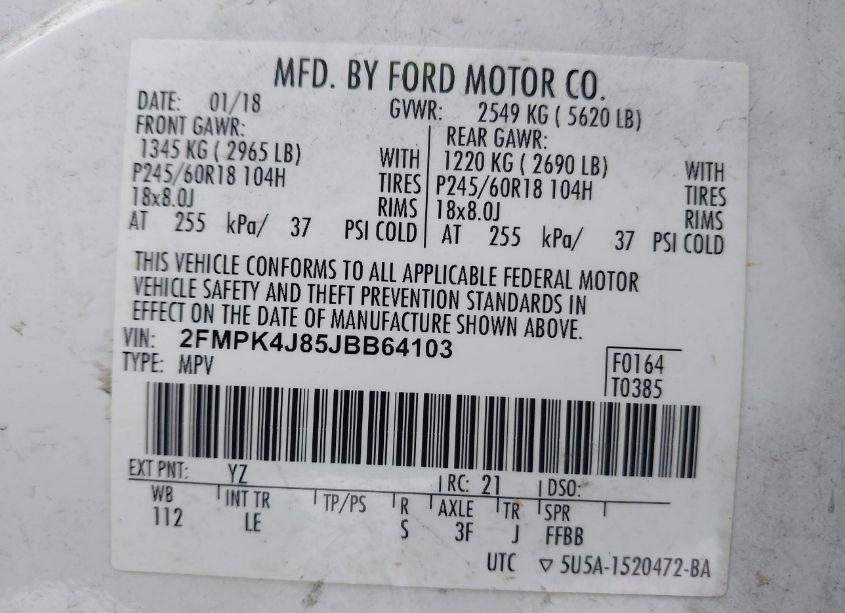 MFD. BY FORD MOTOR CO.
DATE: 01/18 GVWR: 2549 KG ( 5620 LB)
FRONT GAWR: REAR GAWR:
1345 KG ( 2965 LB) WITH 1220 KG ( 2690 LB) WITH
P245/60R18 104H TIRES P245/60R18 104H TIRES
18x8.0J RIMS 18x8.0J RIMS
AT 255 kPa/ 37 PSI COLD AT 255 kPa/ 37 PSI COLD
THIS VEHICLE CONFORMS TO ALL APPLICABLE FEDERAL MOTOR
VEHICLE SAFETY AND THEFT PREVENTION STANDARDS IN
EFFECT ON THE DATE OF MANUFACTURE SHOWN ABOVE.
VIN: 2FMPK4J85JBB64103
TYPE: MPV F0164
T0385
EXT PNT: YZ RC: 21 DSO:
WB INT TR TP/PS R AXLE TR SPR
112 LE S 3F J FFBB
UTC ▽ 5U5A-1520472-BA